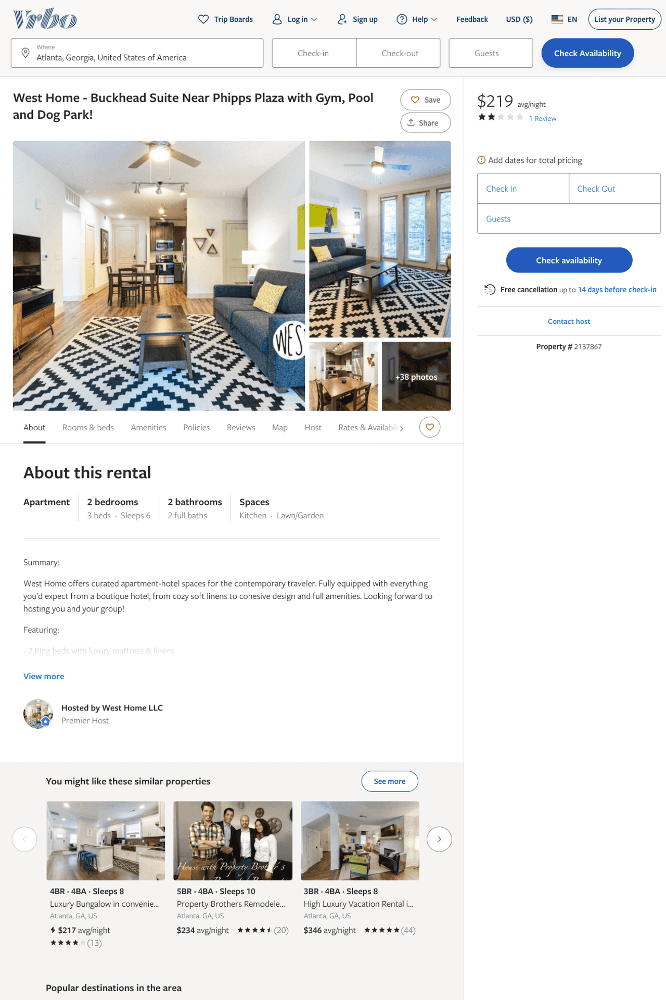 Vrbo
Trip Boards
Log in
Sign up
Help
Feedback
USD ($)
EN
List your Property
Where
Atlanta, Georgia, United States of America
Check-in
Check-out
Guests
Check Availability
West Home - Buckhead Suite Near Phipps Plaza with Gym, Pool
and Dog Park!
Save
Share
WES
+38 photos
$219 avg/night
1 Review
Add dates for total pricing
Check In
Check Out
Guests
Check availability
Free cancellation up to 14 days before check-in
Contact host
Property # 2137867
About
Rooms & beds
Amenities
Policies
Reviews
Map
Host
Rates & Availabili
About this rental
Apartment
2 bedrooms
3 beds · Sleeps 6
2 bathrooms
2 full baths
Spaces
Kitchen · Lawn/Garden
Summary:
West Home offers curated apartment-hotel spaces for the contemporary traveler. Fully equipped with everything
you'd expect from a boutique hotel, from cozy soft linens to cohesive design and full amenities. Looking forward to
hosting you and your group!
Featuring:
- 2 King beds with luxury mattress & linens.
View more
Hosted by West Home LLC
Premier Host
You might like these similar properties
See more
House with Property Brother's
4BR · 4BA · Sleeps 8
Luxury Bungalow in convenie...
Atlanta, GA, US
$217 avg/night
(13)
5BR · 4BA · Sleeps 10
Property Brothers Remodele...
Atlanta, GA, US
$234 avg/night
(20)
3BR · 4BA · Sleeps 8
High Luxury Vacation Rental i...
Atlanta, GA, US
$346 avg/night
(44)
Popular destinations in the area